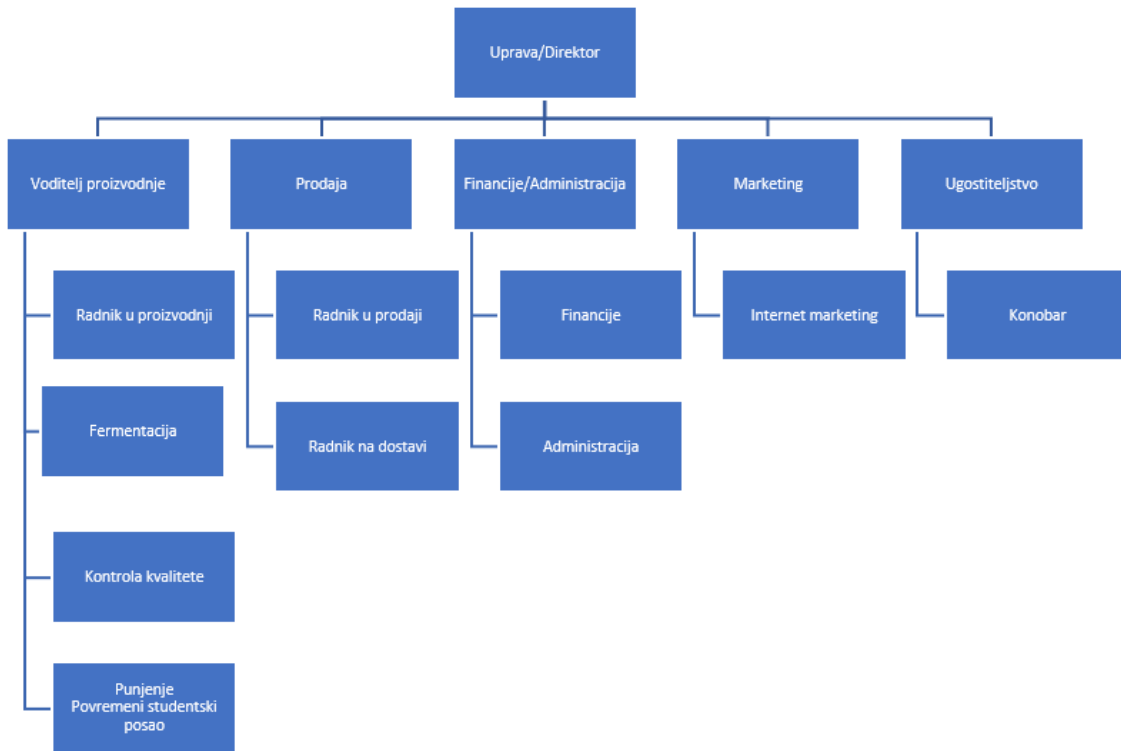 Uprava/Direktor
Voditelj proizvodnje
Prodaja
Financije/Administracija
Marketing
Ugostiteljstvo
Radnik u proizvodnji
Radnik u prodaji
Financije
Internet marketing
Konobar
Fermentacija
Radnik na dostavi
Administracija
Kontrola kvalitete
Punjenje
Povremeni studentski
posao